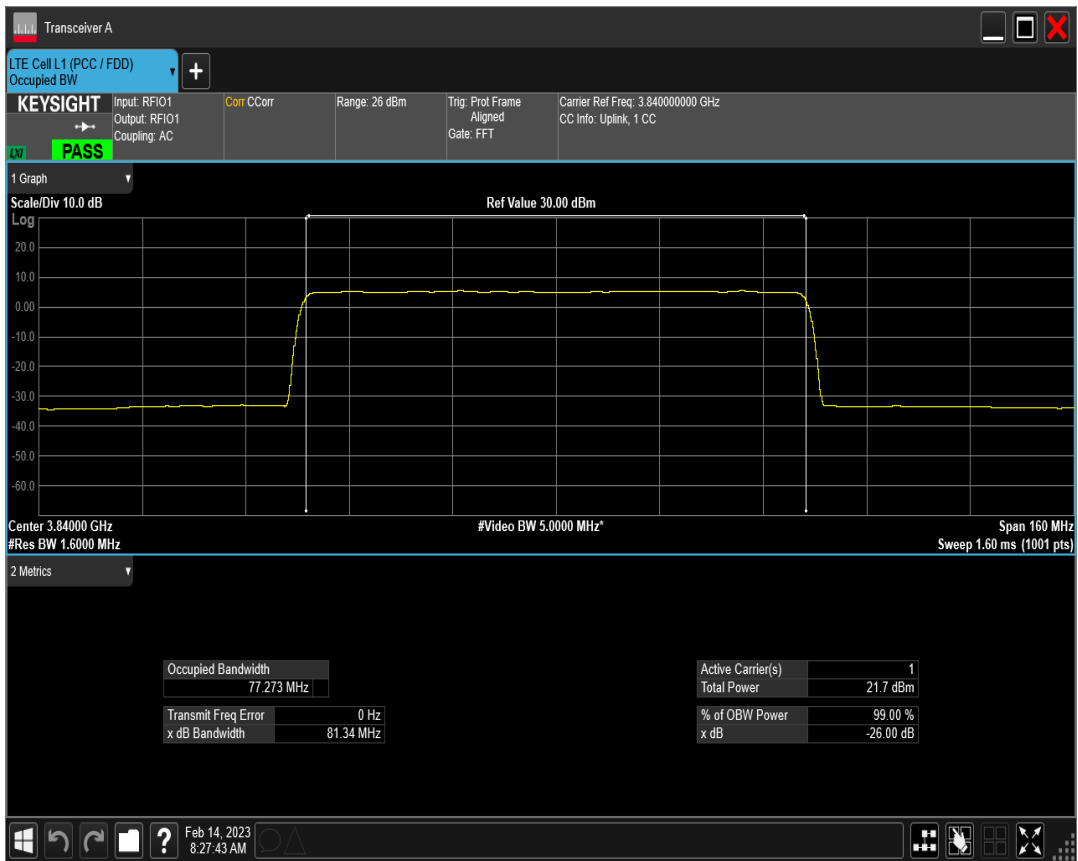 Transceiver A
LTE Cell L1 (PCC / FDD)
Occupied BW
KEYSIGHT
LXI
PASS
Input: RFIO1
Output: RFIO1
Coupling: AC
Corr CCorr
Range: 26 dBm
Trig: Prot Frame
Aligned
Gate: FFT
Carrier Ref Freq: 3.840000000 GHz
CC Info: Uplink, 1 CC
1 Graph
Scale/Div 10.0 dB
Ref Value 30.00 dBm
Log
20.0
10.0
0.00
-10.0
-20.0
-30.0
-40.0
-50.0
-60.0
Center 3.84000 GHz
#Video BW 5.0000 MHz*
Span 160 MHz
#Res BW 1.6000 MHz
Sweep 1.60 ms (1001 pts)
2 Metrics
Occupied Bandwidth
77.273 MHz
Transmit Freq Error 0 Hz
x dB Bandwidth 81.34 MHz
Active Carrier(s) 1
Total Power 21.7 dBm
% of OBW Power 99.00 %
x dB -26.00 dB
Feb 14, 2023
8:27:43 AM